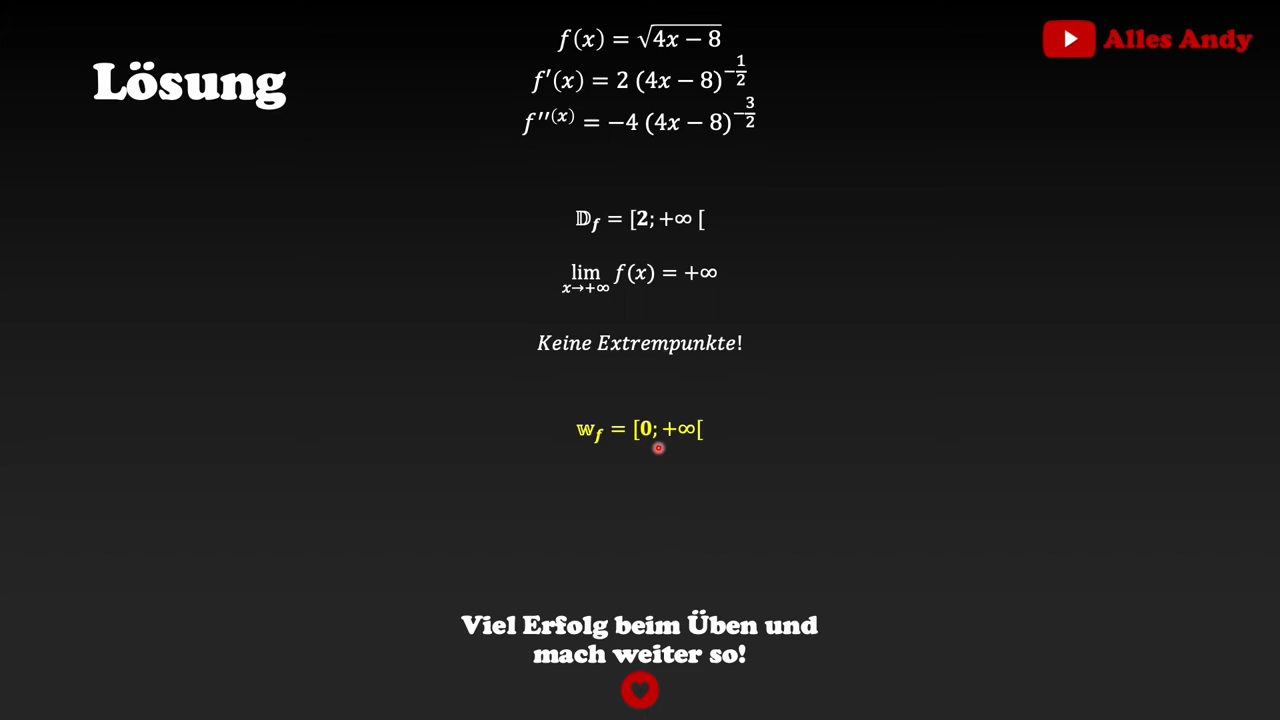 f(x) = √(4x − 8)
Alles Andy
Lösung
f′(x) = 2 (4x − 8)^(−1/2)
f′′^(x) = −4 (4x − 8)^(−3/2)
𝔻_f = [2; +∞ [
lim_(x→+∞) f(x) = +∞
Keine Extrempunkte!
𝕨_f = [0; +∞[
Viel Erfolg beim Üben und
mach weiter so!